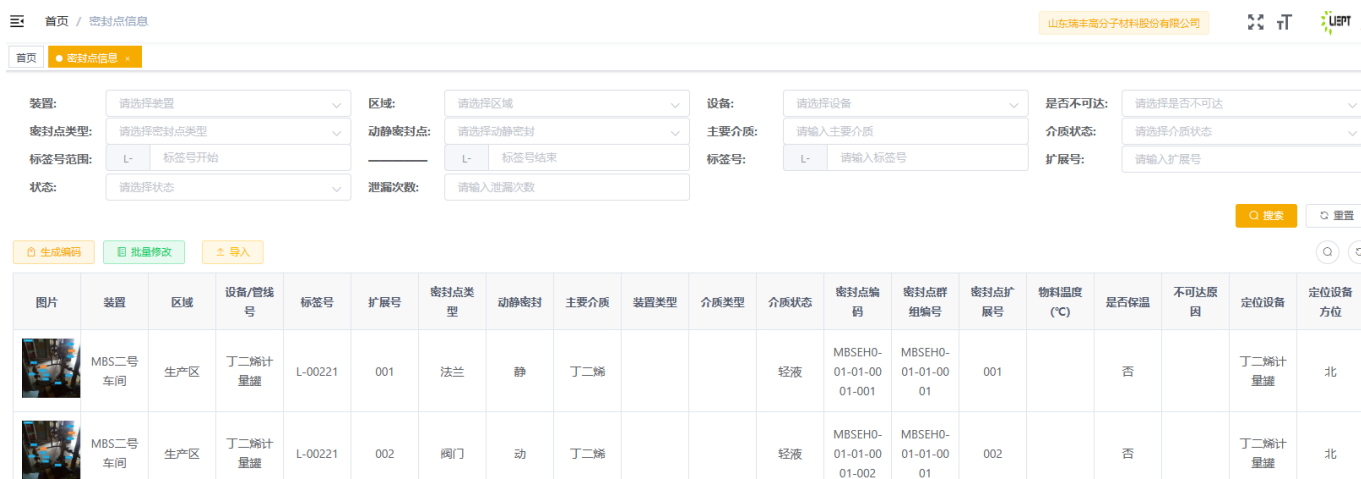 首页 / 密封点信息 山东瑞丰高分子材料股份有限公司 LIEPT
首页 密封点信息 ×
装置: 请选择装置 区域: 请选择区域 设备: 请选择设备 是否不可达: 请选择是否不可达
密封点类型: 请选择密封点类型 动静密封点: 请选择动静密封 主要介质: 请输入主要介质 介质状态: 请选择介质状态
标签号范围: L- 标签号开始 L- 标签号结束 标签号: L- 请输入标签号 扩展号: 请输入扩展号
状态: 请选择状态 泄漏次数: 请输入泄漏次数
搜索 重置
生成编码 批量修改 导入
图片 装置 区域 设备/管线号 标签号 扩展号 密封点类型 动静密封 主要介质 装置类型 介质类型 介质状态 密封点编码 密封点群组编号 密封点扩展号 物料温度(℃) 是否保温 不可达原因 定位设备 定位设备方位
MBS二号车间 生产区 丁二烯计量罐 L-00221 001 法兰 静 丁二烯 轻液 MBSEH0-01-01-0001-001 MBSEH0-01-01-0001 001 否 丁二烯计量罐 北
MBS二号车间 生产区 丁二烯计量罐 L-00221 002 阀门 动 丁二烯 轻液 MBSEH0-01-01-0001-002 MBSEH0-01-01-0001 002 否 丁二烯计量罐 北